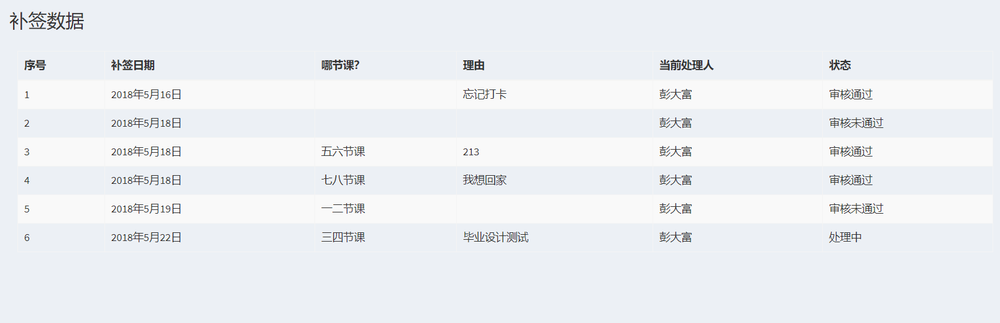 补签数据
序号 补签日期 哪节课? 理由 当前处理人 状态
1 2018年5月16日 忘记打卡 彭大富 审核通过
2 2018年5月18日 彭大富 审核未通过
3 2018年5月18日 五六节课 213 彭大富 审核通过
4 2018年5月18日 七八节课 我想回家 彭大富 审核通过
5 2018年5月19日 一二节课 彭大富 审核未通过
6 2018年5月22日 三四节课 毕业设计测试 彭大富 处理中